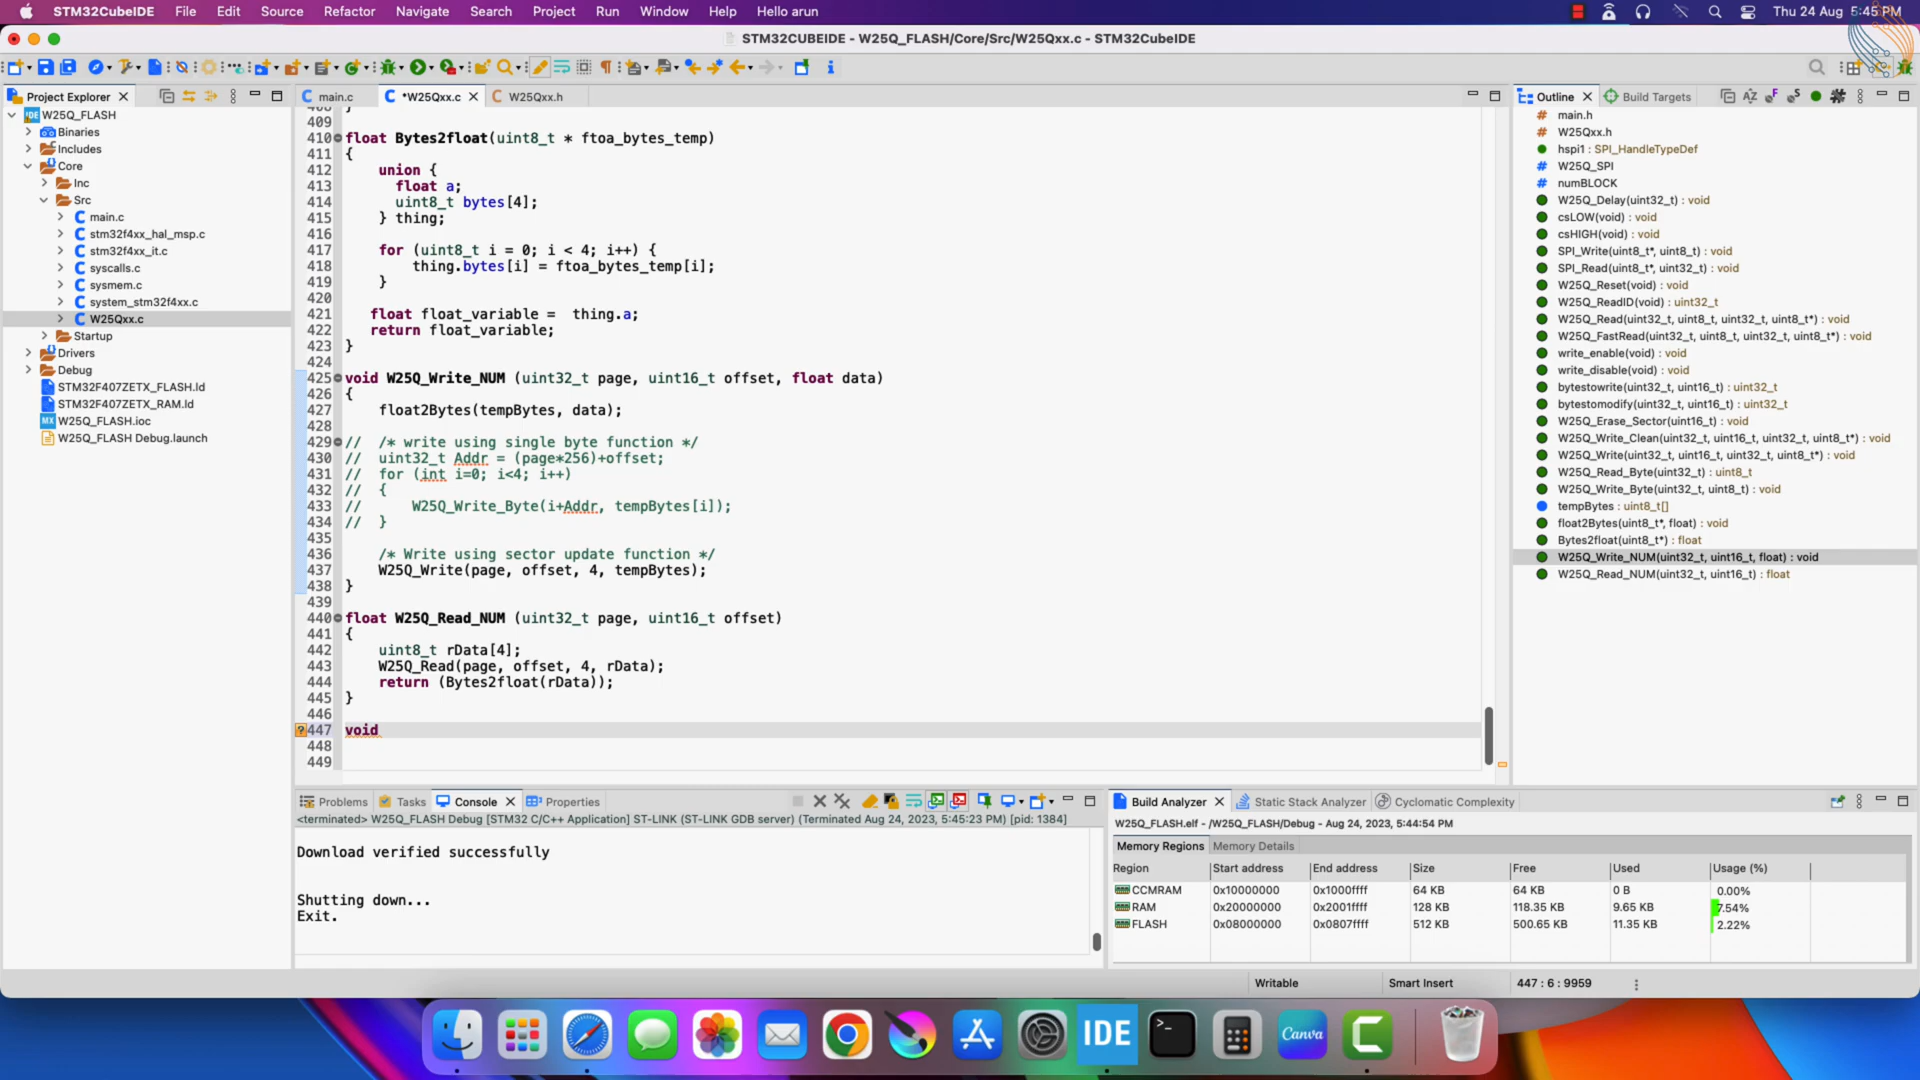 STM32CubeIDE File Edit Source Refactor Navigate Search Project Run Window Help Hello arun Thu 24 Aug 5:45 PM
STM32CUBEIDE - W25Q_FLASH/Core/Src/W25Qxx.c - STM32CubeIDE
Project Explorer
W25Q_FLASH
Binaries
Includes
Core
Inc
Src
main.c
stm32f4xx_hal_msp.c
stm32f4xx_it.c
syscalls.c
sysmem.c
system_stm32f4xx.c
W25Qxx.c
Startup
Drivers
Debug
STM32F407ZETX_FLASH.ld
STM32F407ZETX_RAM.ld
W25Q_FLASH.ioc
W25Q_FLASH Debug.launch
main.c *W25Qxx.c W25Qxx.h
408 }
409
410 float Bytes2float(uint8_t * ftoa_bytes_temp)
411 {
412 union {
413 float a;
414 uint8_t bytes[4];
415 } thing;
416
417 for (uint8_t i = 0; i < 4; i++) {
418 thing.bytes[i] = ftoa_bytes_temp[i];
419 }
420
421 float float_variable =  thing.a;
422 return float_variable;
423 }
424
425 void W25Q_Write_NUM (uint32_t page, uint16_t offset, float data)
426 {
427 float2Bytes(tempBytes, data);
428
429 // /* write using single byte function */
430 // uint32_t Addr = (page*256)+offset;
431 // for (int i=0; i<4; i++)
432 // {
433 // W25Q_Write_Byte(i+Addr, tempBytes[i]);
434 // }
435
436 /* Write using sector update function */
437 W25Q_Write(page, offset, 4, tempBytes);
438 }
439
440 float W25Q_Read_NUM (uint32_t page, uint16_t offset)
441 {
442 uint8_t rData[4];
443 W25Q_Read(page, offset, 4, rData);
444 return (Bytes2float(rData));
445 }
446
447 void
448
449
Outline Build Targets
main.h
W25Qxx.h
hspi1 : SPI_HandleTypeDef
W25Q_SPI
numBLOCK
W25Q_Delay(uint32_t) : void
csLOW(void) : void
csHIGH(void) : void
SPI_Write(uint8_t*, uint8_t) : void
SPI_Read(uint8_t*, uint32_t) : void
W25Q_Reset(void) : void
W25Q_ReadID(void) : uint32_t
W25Q_Read(uint32_t, uint8_t, uint32_t, uint8_t*) : void
W25Q_FastRead(uint32_t, uint8_t, uint32_t, uint8_t*) : void
write_enable(void) : void
write_disable(void) : void
bytestowrite(uint32_t, uint16_t) : uint32_t
bytestomodify(uint32_t, uint16_t) : uint32_t
W25Q_Erase_Sector(uint16_t) : void
W25Q_Write_Clean(uint32_t, uint16_t, uint32_t, uint8_t*) : void
W25Q_Write(uint32_t, uint16_t, uint32_t, uint8_t*) : void
W25Q_Read_Byte(uint32_t) : uint8_t
W25Q_Write_Byte(uint32_t, uint8_t) : void
tempBytes : uint8_t[]
float2Bytes(uint8_t*, float) : void
Bytes2float(uint8_t*) : float
W25Q_Write_NUM(uint32_t, uint16_t, float) : void
W25Q_Read_NUM(uint32_t, uint16_t) : float
Problems Tasks Console Properties
<terminated> W25Q_FLASH Debug [STM32 C/C++ Application] ST-LINK (ST-LINK GDB server) (Terminated Aug 24, 2023, 5:45:23 PM) [pid: 1384]
Download verified successfully
Shutting down...
Exit.
Build Analyzer Static Stack Analyzer Cyclomatic Complexity
W25Q_FLASH.elf - /W25Q_FLASH/Debug - Aug 24, 2023, 5:44:54 PM
Memory Regions Memory Details
Region Start address End address Size Free Used Usage (%)
CCMRAM 0x10000000 0x1000ffff 64 KB 64 KB 0 B 0.00%
RAM 0x20000000 0x2001ffff 128 KB 118.35 KB 9.65 KB 7.54%
FLASH 0x08000000 0x0807ffff 512 KB 500.65 KB 11.35 KB 2.22%
Writable Smart Insert 447 : 6 : 9959
IDE Canva